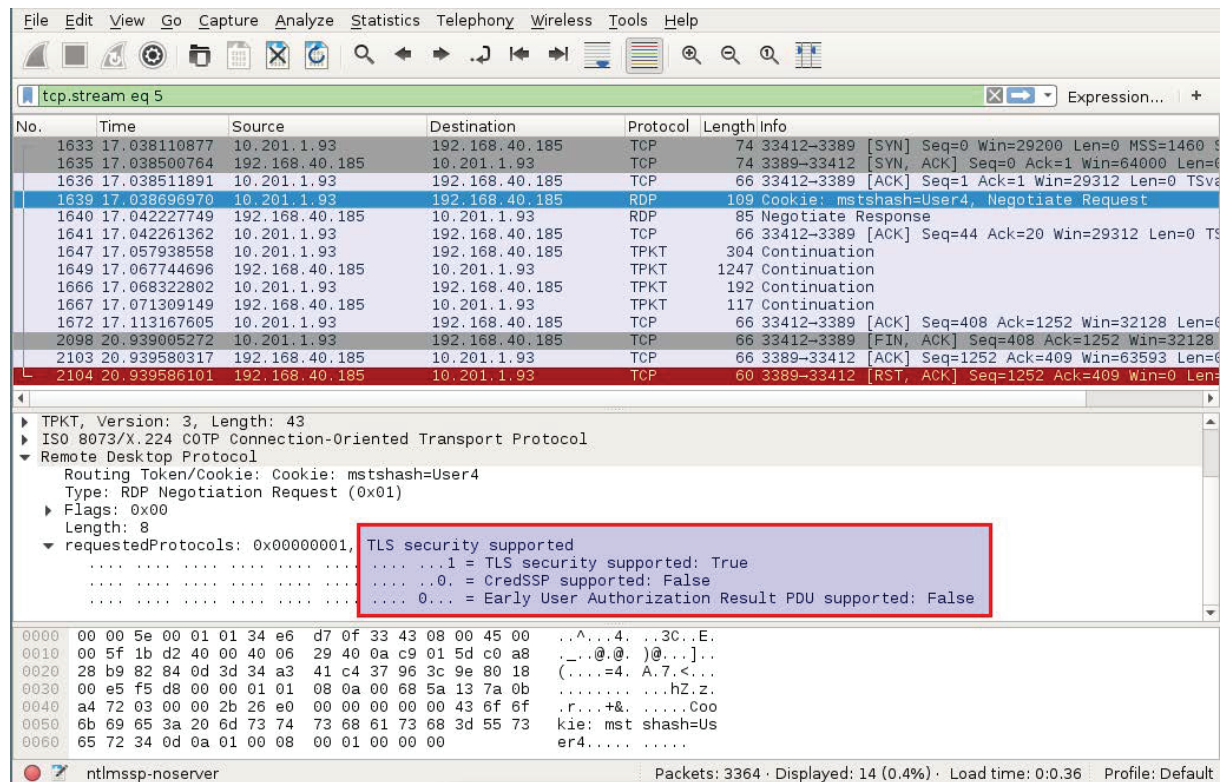 File Edit View Go Capture Analyze Statistics Telephony Wireless Tools Help
tcp.stream eq 5 Expression... +
No. Time Source Destination Protocol Length Info
1633 17.038110877 10.201.1.93 192.168.40.185 TCP 74 33412→3389 [SYN] Seq=0 Win=29200 Len=0 MSS=1460 S
1635 17.038500764 192.168.40.185 10.201.1.93 TCP 74 3389→33412 [SYN, ACK] Seq=0 Ack=1 Win=64000 Len=0
1636 17.038511891 10.201.1.93 192.168.40.185 TCP 66 33412→3389 [ACK] Seq=1 Ack=1 Win=29312 Len=0 TSva
1639 17.038696970 10.201.1.93 192.168.40.185 RDP 109 Cookie: mstshash=User4, Negotiate Request
1640 17.042227749 192.168.40.185 10.201.1.93 RDP 85 Negotiate Response
1641 17.042261362 10.201.1.93 192.168.40.185 TCP 66 33412→3389 [ACK] Seq=44 Ack=20 Win=29312 Len=0 TS
1647 17.057938558 10.201.1.93 192.168.40.185 TPKT 304 Continuation
1649 17.067744696 192.168.40.185 10.201.1.93 TPKT 1247 Continuation
1666 17.068322802 10.201.1.93 192.168.40.185 TPKT 192 Continuation
1667 17.071309149 192.168.40.185 10.201.1.93 TPKT 117 Continuation
1672 17.113167605 10.201.1.93 192.168.40.185 TCP 66 33412→3389 [ACK] Seq=408 Ack=1252 Win=32128 Len=0
2098 20.939005272 10.201.1.93 192.168.40.185 TCP 66 33412→3389 [FIN, ACK] Seq=408 Ack=1252 Win=32128
2103 20.939580317 192.168.40.185 10.201.1.93 TCP 66 3389→33412 [ACK] Seq=1252 Ack=409 Win=63593 Len=0
2104 20.939586101 192.168.40.185 10.201.1.93 TCP 60 3389→33412 [RST, ACK] Seq=1252 Ack=409 Win=0 Len=
TPKT, Version: 3, Length: 43
ISO 8073/X.224 COTP Connection-Oriented Transport Protocol
Remote Desktop Protocol
Routing Token/Cookie: Cookie: mstshash=User4
Type: RDP Negotiation Request (0x01)
Flags: 0x00
Length: 8
requestedProtocols: 0x00000001, TLS security supported
.... .... .... .... .... .... .... ...1 = TLS security supported: True
.... .... .... .... .... .... .... ..0. = CredSSP supported: False
.... .... .... .... .... .... .... 0... = Early User Authorization Result PDU supported: False
0000 00 00 5e 00 01 01 34 e6 d7 0f 33 43 08 00 45 00 ..^...4. ..3C..E.
0010 00 5f 1b d2 40 00 40 06 29 40 0a c9 01 5d c0 a8 ._..@.@. )@...]..
0020 28 b9 82 84 0d 3d 34 a3 41 c4 37 96 3c 9e 80 18 (....=4. A.7.<...
0030 00 e5 f5 d8 00 00 01 01 08 0a 00 68 5a 13 7a 0b ........ ...hZ.z.
0040 a4 72 03 00 00 2b 26 e0 00 00 00 00 00 43 6f 6f .r...+&. .....Coo
0050 6b 69 65 3a 20 6d 73 74 73 68 61 73 68 3d 55 73 kie: mst shash=Us
0060 65 72 34 0d 0a 01 00 08 00 01 00 00 00 er4..... .....
ntlmssp-noserver Packets: 3364 · Displayed: 14 (0.4%) · Load time: 0:0.36 Profile: Default